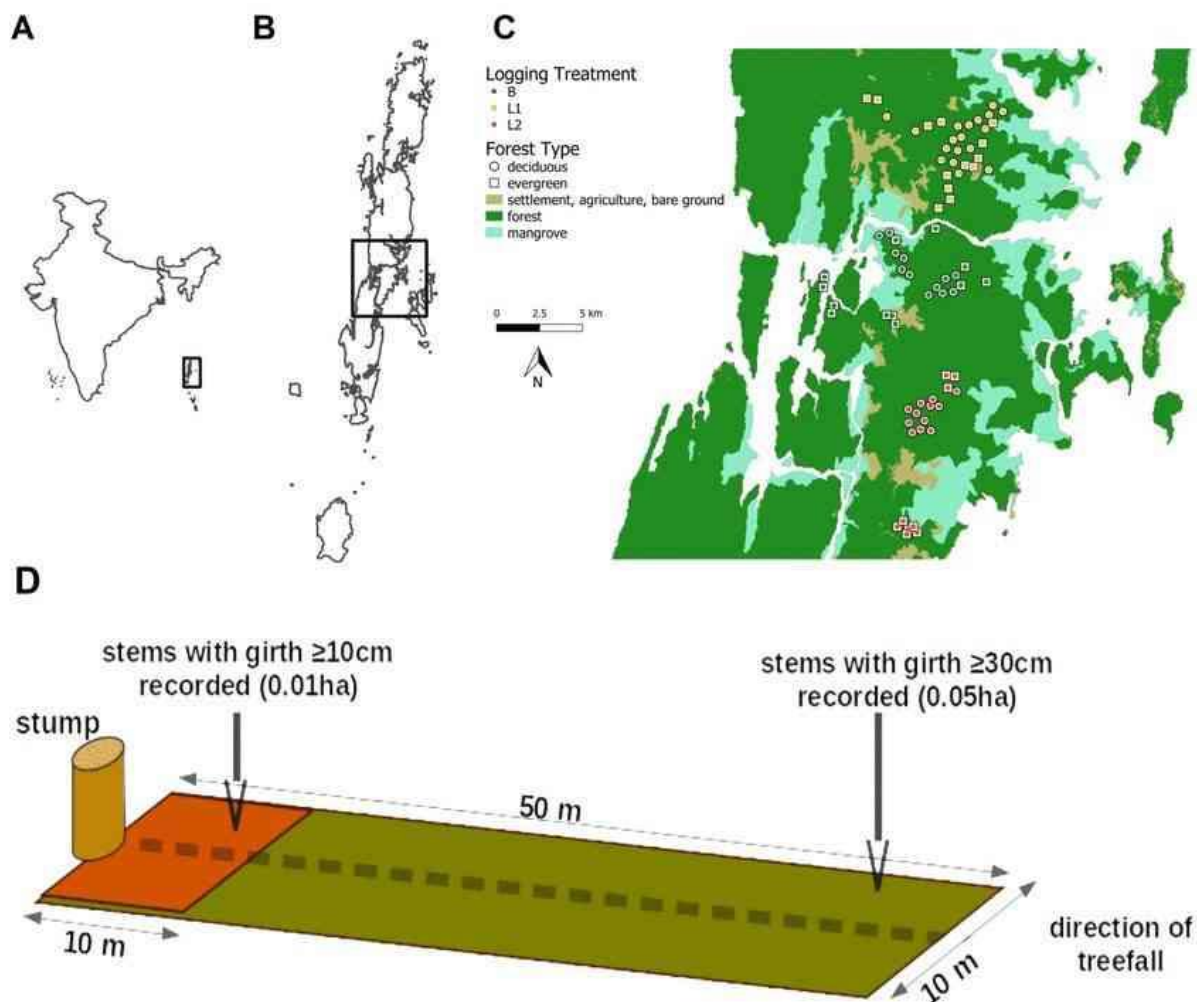 A
B
C
Logging Treatment
B
L1
L2
Forest Type
deciduous
evergreen
settlement, agriculture, bare ground
forest
mangrove
0 2.5 5 km
N
D
stems with girth ≥10cm
recorded (0.01ha)
stems with girth ≥30cm
recorded (0.05ha)
stump
50 m
10 m
10 m
direction of
treefall